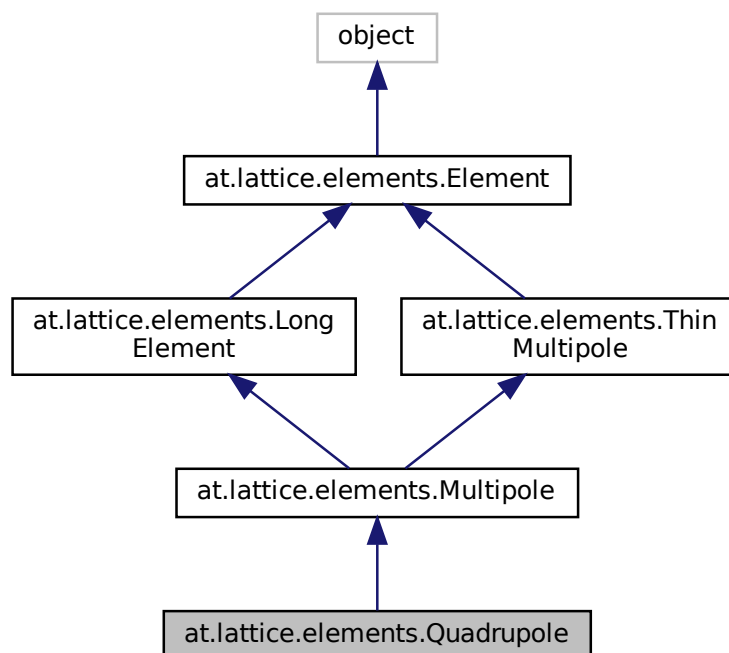 object
at.lattice.elements.Element
at.lattice.elements.Long
Element
at.lattice.elements.Thin
Multipole
at.lattice.elements.Multipole
at.lattice.elements.Quadrupole